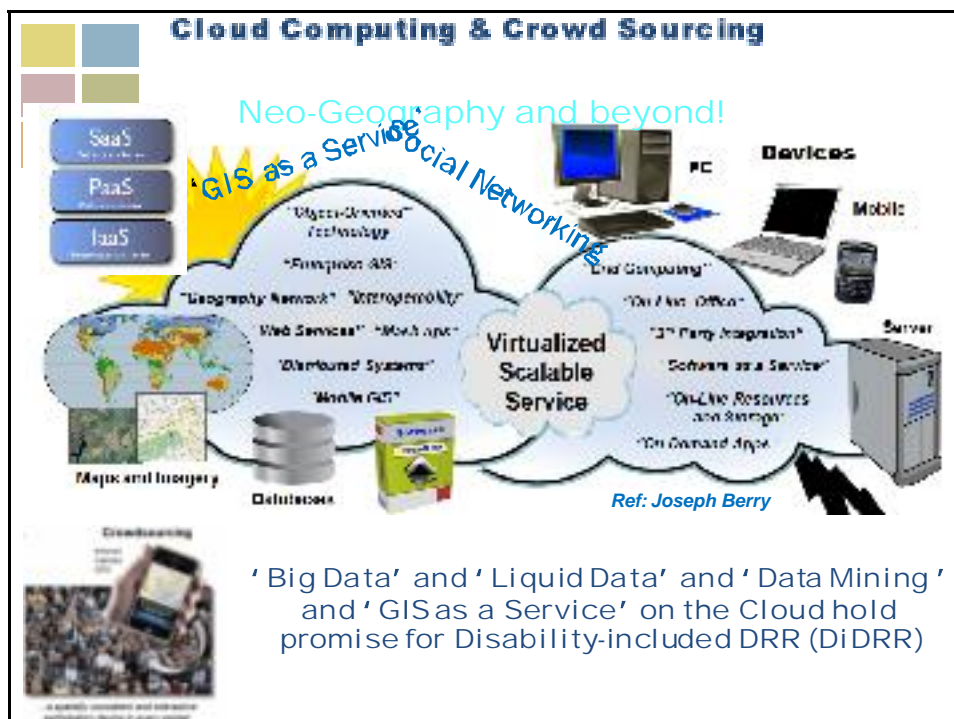 Cloud Computing & Crowd Sourcing
Neo-Geography and beyond!
'GIS as a Service'
Social Networking
SaaS
PaaS
IaaS
"Object-Oriented"
Technology
"Enterprise GIS"
"Geography Network" "Interoperability"
Web Services" "Mash Aps"
"Distributed Systems"
"Mobile GIS"
Maps and Imagery
Databases
Virtualized
Scalable
Service
PC
Devices
Mobile
Server
"End Computing"
"On-Line Office"
"3rd Party Integration"
"Software as a Service"
"On-Line Resources
and Storage"
"On Demand Apps
Ref: Joseph Berry
Crowdsourcing
' Big Data' and ' Liquid Data' and ' Data Mining '
and ' GIS as a Service' on the Cloud hold
promise for Disability-included DRR (DiDRR)